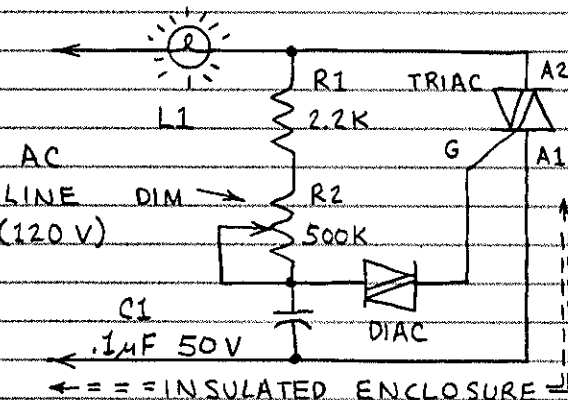 R1
TRIAC
A2
L1
2.2K
G
A1
AC
LINE
(120 V)
DIM
R2
500K
C1
.1µF 50V
DIAC
INSULATED ENCLOSURE